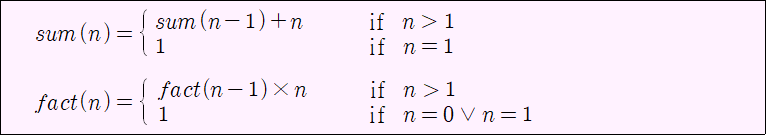 sum(n) = { sum(n−1)+n if n > 1
1 if n = 1
fact(n) = { fact(n−1)×n if n > 1
1 if n = 0 ∨ n = 1